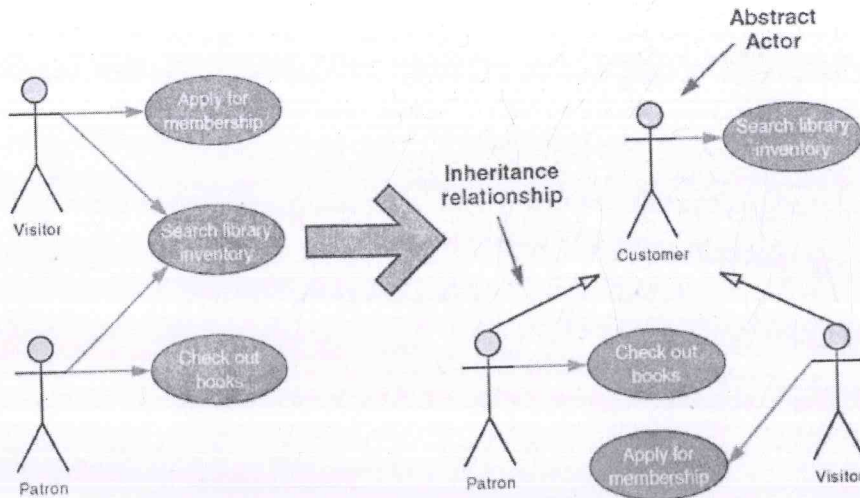 Abstract
Actor
Apply for
membership
Search library
inventory
Inheritance
relationship
Visitor
Search library
inventory
Customer
Check out
books
Check out
books
Patron
Apply for
membership
Patron
Visitor